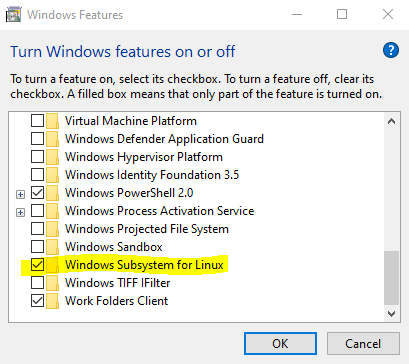 Windows Features
Turn Windows features on or off
To turn a feature on, select its checkbox. To turn a feature off, clear its
checkbox. A filled box means that only part of the feature is turned on.
Virtual Machine Platform
Windows Defender Application Guard
Windows Hypervisor Platform
Windows Identity Foundation 3.5
Windows PowerShell 2.0
Windows Process Activation Service
Windows Projected File System
Windows Sandbox
Windows Subsystem for Linux
Windows TIFF IFilter
Work Folders Client
OK
Cancel